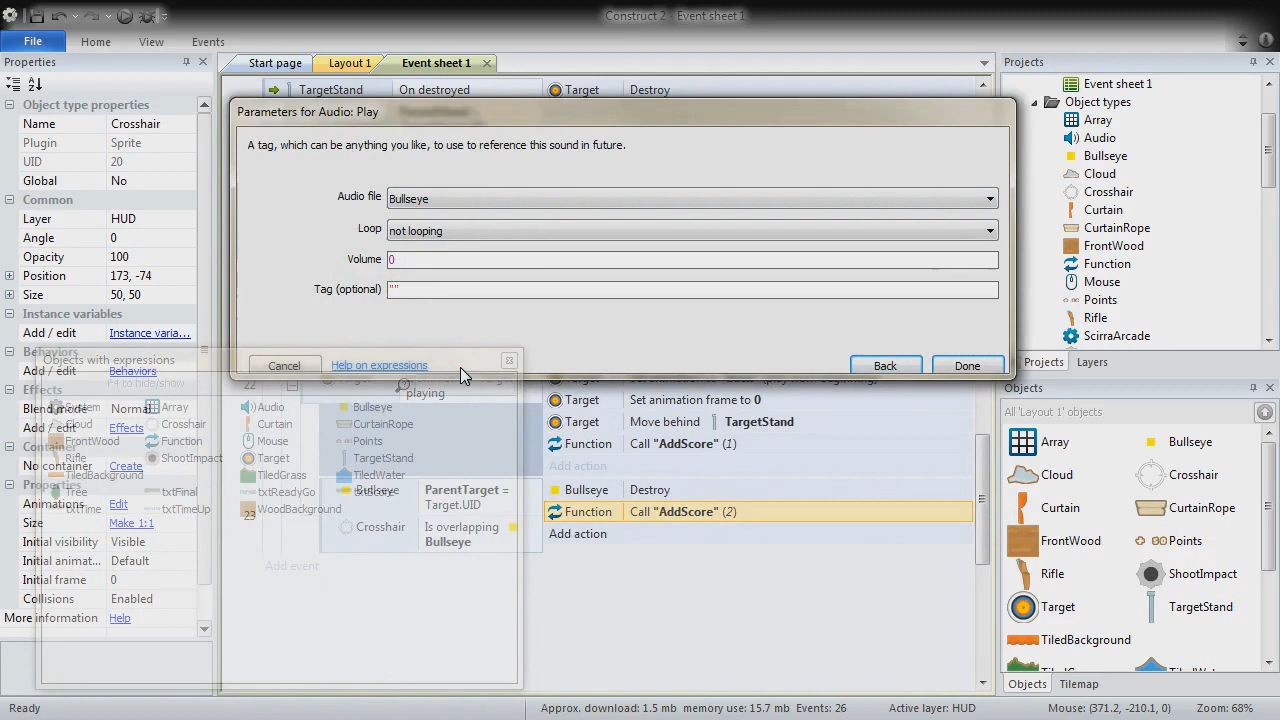 Construct 2 - Event sheet 1
File Home View Events
Properties
Start page Layout 1 Event sheet 1
Projects
Object type properties
Name Crosshair
Plugin Sprite
UID 20
Global No
Common
Layer HUD
Angle 0
Opacity 100
Position 173, -74
Size 50, 50
Instance variables
Add / edit Instance varia...
Behaviors
Add / edit Behaviors
Effects
Blend mode Normal
Add / edit Effects
Container
No container Create
Properties
Animations Edit
Size Make 1:1
Initial visibility Visible
Initial animat... Default
Initial frame 0
Collisions Enabled
More information Help
TargetStand On destroyed Target Destroy
Parameters for Audio: Play
A tag, which can be anything you like, to use to reference this sound in future.
Audio file Bullseye
Loop not looping
Volume 0
Tag (optional) ""
Cancel Help on expressions Back Done
Objects with expressions
F4 to hide/show
System Array Audio Bullseye
Cloud Crosshair Curtain CurtainRope
FrontWood Function Mouse Points
Rifle ShootImpact Target TargetStand
TiledBackground TiledGrass TiledWater
Tree txtFinal txtReadyGo
txtTime txtTimeUp WoodBackground
22
playing
Target Set animation frame to 0
Target Move behind TargetStand
Function Call "AddScore" (1)
Add action
23
Bullseye ParentTarget =
Target.UID
Crosshair Is overlapping
Bullseye
Bullseye Destroy
Function Call "AddScore" (2)
Add action
Add event
Event sheet 1
Object types
Array
Audio
Bullseye
Cloud
Crosshair
Curtain
CurtainRope
FrontWood
Function
Mouse
Points
Rifle
ScirraArcade
Projects Layers
Objects
All 'Layout 1' objects
Array Bullseye
Cloud Crosshair
Curtain CurtainRope
FrontWood Points
Rifle ShootImpact
Target TargetStand
TiledBackground
Objects Tilemap
Ready Approx. download: 1.5 mb memory use: 15.7 mb Events: 26 Active layer: HUD Mouse: (371.2, -210.1, 0) Zoom: 68%